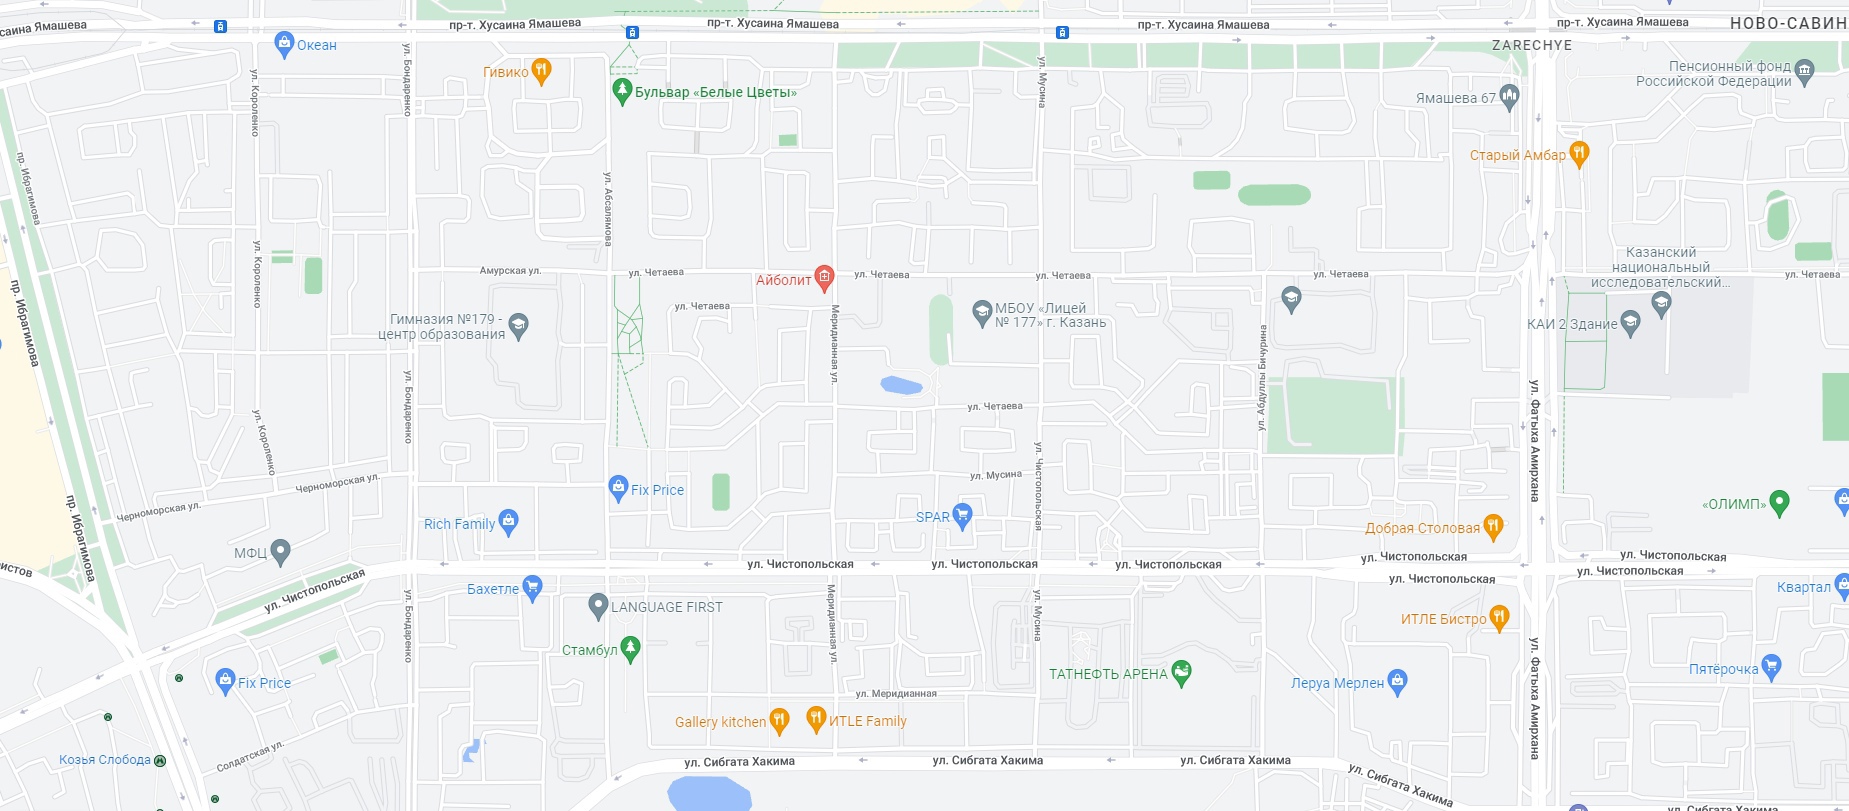 пр-т. Хусаина Ямашева
пр-т. Хусаина Ямашева
пр-т. Хусаина Ямашева
пр-т. Хусаина Ямашева
НОВО-САВИН
саина Ямашева
Океан
ZARECHYE
Гивико
Пенсионный фонд
Российской Федерации
Бульвар «Белые Цветы»
Ямашева 67
ул. Короленко
ул. Бондаренко
ул. Мусина
Старый Амбар
пр. Ибрагимова
ул. Абсалямова
ул. Короленко
Казанский
национальный
исследовательский...
Амурская ул.
ул. Четаева
Айболит
ул. Четаева
ул. Четаева
ул. Четаева
ул. Четаева
ул. Четаева
МБОУ «Лицей
№ 177» г. Казань
Гимназия №179 -
центр образования
КАИ 2 Здание
пр. Ибрагимова
Меридианная ул.
ул. Абдуллы Бичурина
ул. Бондаренко
ул. Короленко
ул. Четаева
ул. Фатыха Амирхана
ул. Мусина
ул. Чистопольская
Черноморская ул.
Черноморская ул.
Fix Price
«ОЛИМП»
Rich Family
SPAR
Добрая Столовая
пр. Ибрагимова
МФЦ
ул. Чистопольская
ул. Чистопольская
ул. Чистопольская
ул. Чистопольская
ул. Чистопольская
ул. Чистопольская
ул. Чистопольская
ул. Чистопольская
ристов
Бахетле
Квартал
LANGUAGE FIRST
ул. Бондаренко
Меридианная ул.
ул. Мусина
ИТЛЕ Бистро
Стамбул
ул. Фатыха Амирхана
ТАТНЕФТЬ АРЕНА
Пятёрочка
Fix Price
Леруа Мерлен
ул. Меридианная
Gallery kitchen
ITLE Family
Козья Слобода
Солдатская ул.
ул. Сибгата Хакима
ул. Сибгата Хакима
ул. Сибгата Хакима
ул. Сибгата Хакима
ул. Сибгата Хакима